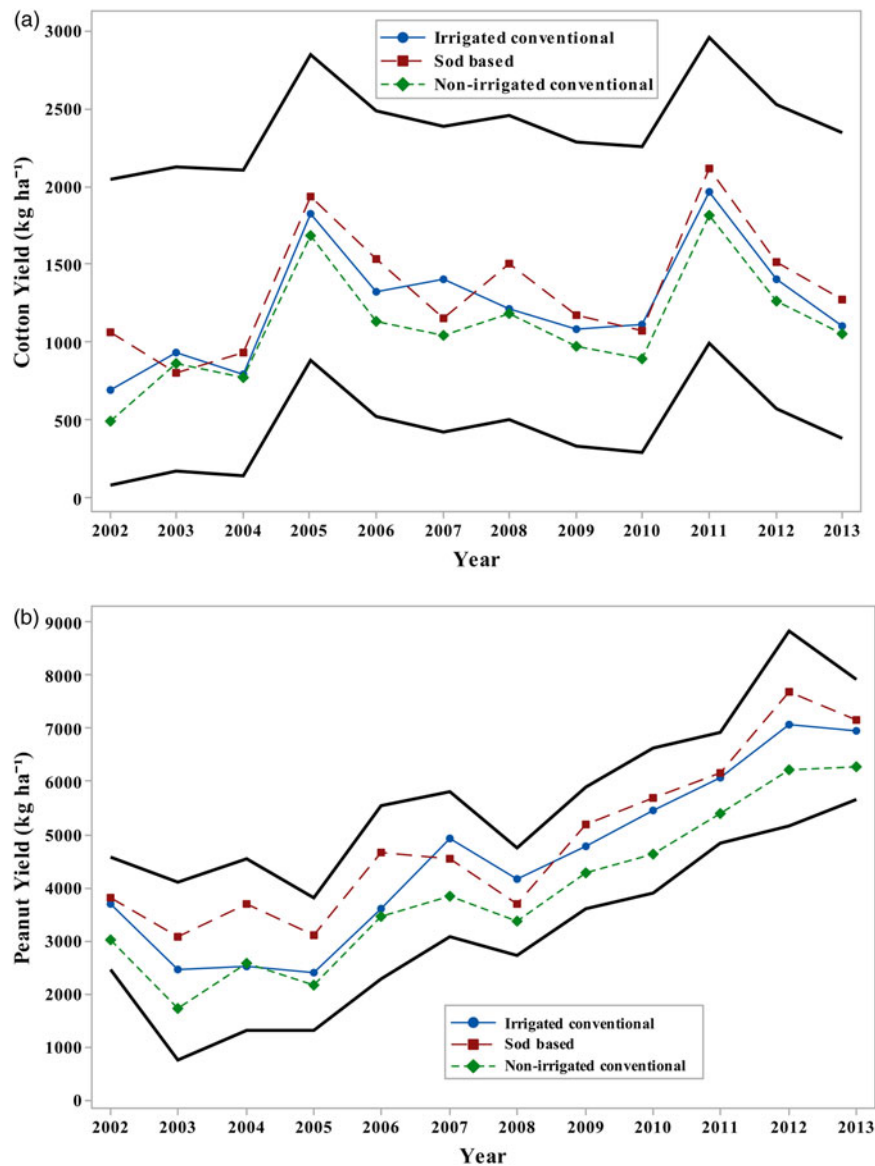 (a)
3000
2500
2000
1500
1000
500
0
Cotton Yield (kg ha⁻¹)
Irrigated conventional
Sod based
Non-irrigated conventional
2002 2003 2004 2005 2006 2007 2008 2009 2010 2011 2012 2013
Year
(b)
9000
8000
7000
6000
5000
4000
3000
2000
1000
0
Peanut Yield (kg ha⁻¹)
Irrigated conventional
Sod based
Non-irrigated conventional
2002 2003 2004 2005 2006 2007 2008 2009 2010 2011 2012 2013
Year